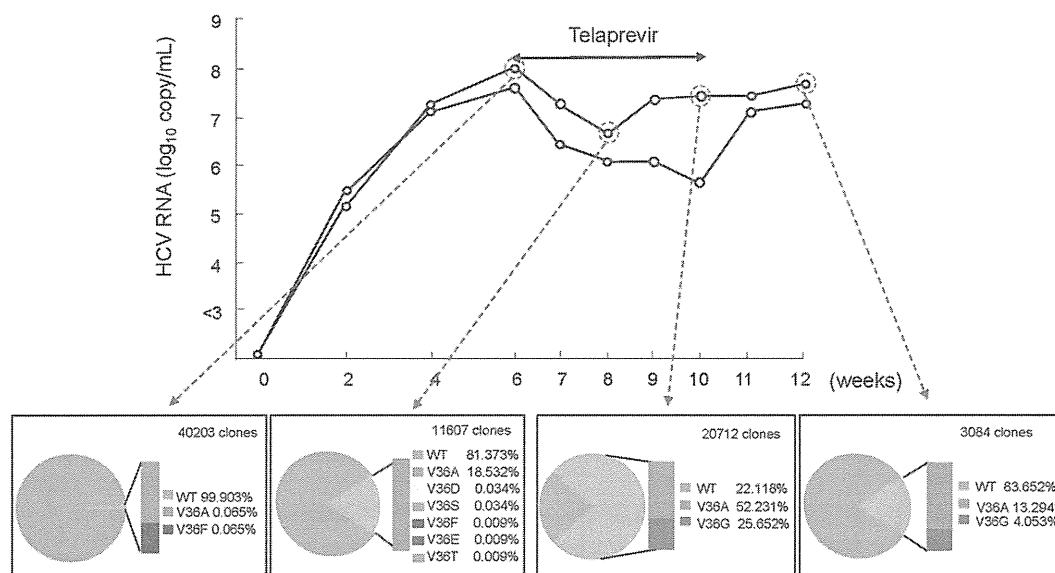 9
Telaprevir
8
7
6
5
4
<3
HCV RNA (log10 copy/mL)
0 2 4 6 7 8 9 10 11 12 (weeks)
40203 clones
WT 99.903%
V36A 0.065%
V36F 0.065%
11607 clones
WT 81.373%
V36A 18.532%
V36D 0.034%
V36S 0.034%
V36F 0.009%
V36E 0.009%
V36T 0.009%
20712 clones
WT 22.118%
V36A 52.231%
V36G 25.652%
3084 clones
WT 83.652%
V36A 13.294%
V36G 4.053%